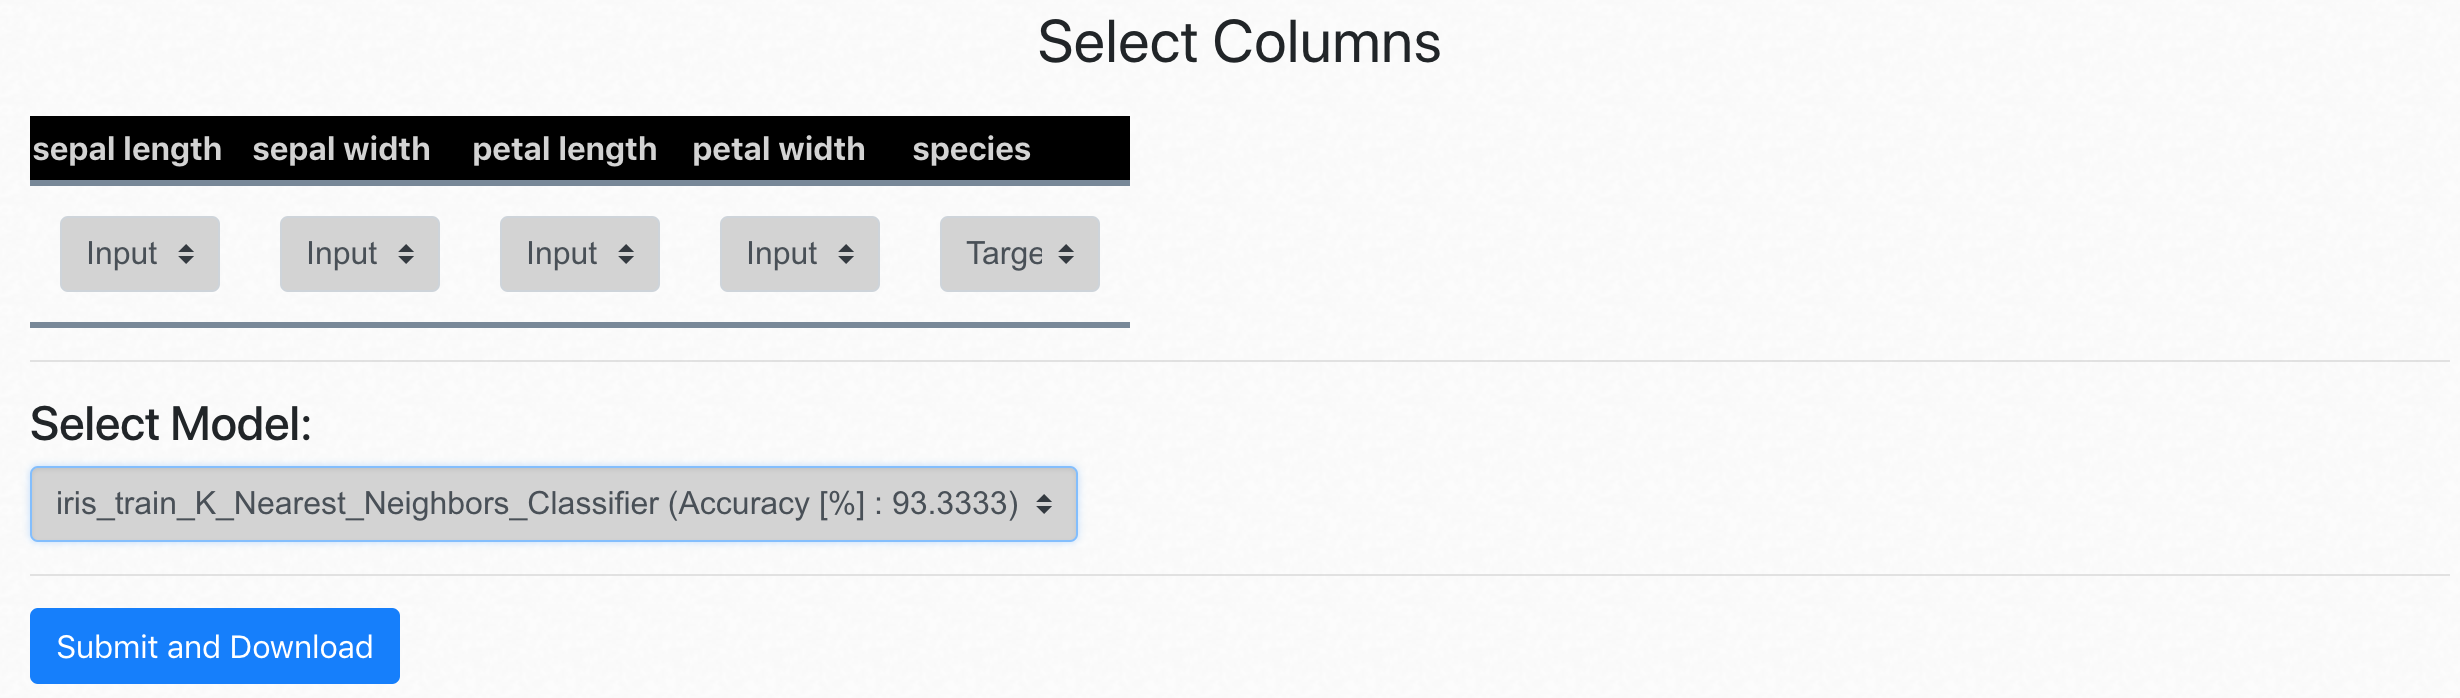 Select Columns
sepal length sepal width petal length petal width species
Input Input Input Input Targe
Select Model:
iris_train_K_Nearest_Neighbors_Classifier (Accuracy [%] : 93.3333)
Submit and Download